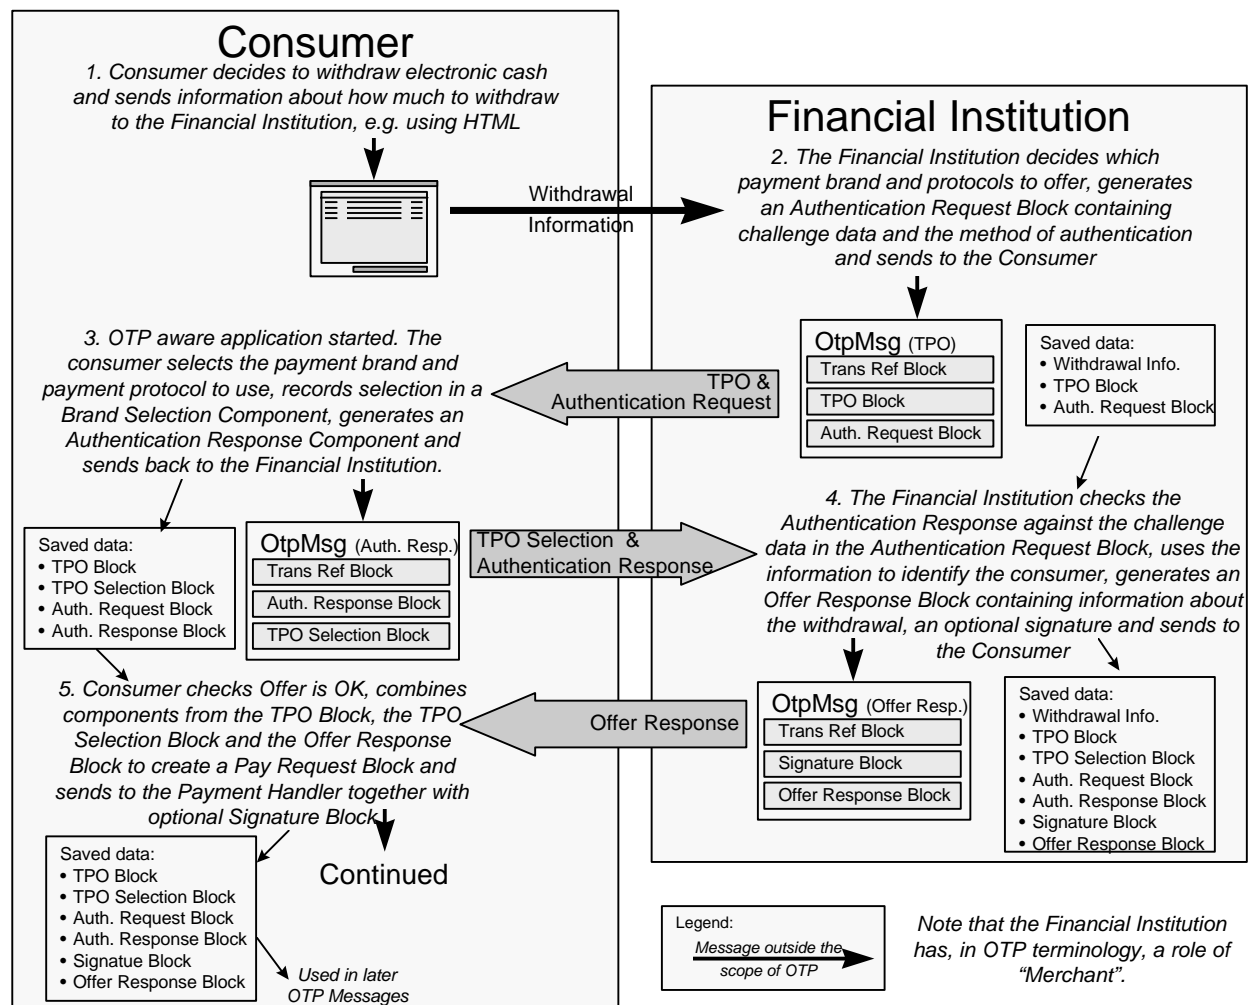 Consumer
1. Consumer decides to withdraw electronic cash
and sends information about how much to withdraw
to the Financial Institution, e.g. using HTML
Withdrawal
Information
Financial Institution
2. The Financial Institution decides which
payment brand and protocols to offer, generates
an Authentication Request Block containing
challenge data and the method of authentication
and sends to the Consumer
OtpMsg (TPO)
Trans Ref Block
TPO Block
Auth. Request Block
Saved data:
• Withdrawal Info.
• TPO Block
• Auth. Request Block
TPO &
Authentication Request
3. OTP aware application started. The
consumer selects the payment brand and
payment protocol to use, records selection in a
Brand Selection Component, generates an
Authentication Response Component and
sends back to the Financial Institution.
Saved data:
• TPO Block
• TPO Selection Block
• Auth. Request Block
• Auth. Response Block
OtpMsg (Auth. Resp.)
Trans Ref Block
Auth. Response Block
TPO Selection Block
TPO Selection &
Authentication Response
4. The Financial Institution checks the
Authentication Response against the challenge
data in the Authentication Request Block, uses the
information to identify the consumer, generates an
Offer Response Block containing information about
the withdrawal, an optional signature and sends to
the Consumer
OtpMsg (Offer Resp.)
Trans Ref Block
Signature Block
Offer Response Block
Saved data:
• Withdrawal Info.
• TPO Block
• TPO Selection Block
• Auth. Request Block
• Auth. Response Block
• Signature Block
• Offer Response Block
Offer Response
5. Consumer checks Offer is OK, combines
components from the TPO Block, the TPO
Selection Block and the Offer Response
Block to create a Pay Request Block and
sends to the Payment Handler together with
optional Signature Block
Saved data:
• TPO Block
• TPO Selection Block
• Auth. Request Block
• Auth. Response Block
• Signatue Block
• Offer Response Block
Continued
Used in later
OTP Messages
Legend:
Message outside the
scope of OTP
Note that the Financial Institution
has, in OTP terminology, a role of
“Merchant”.